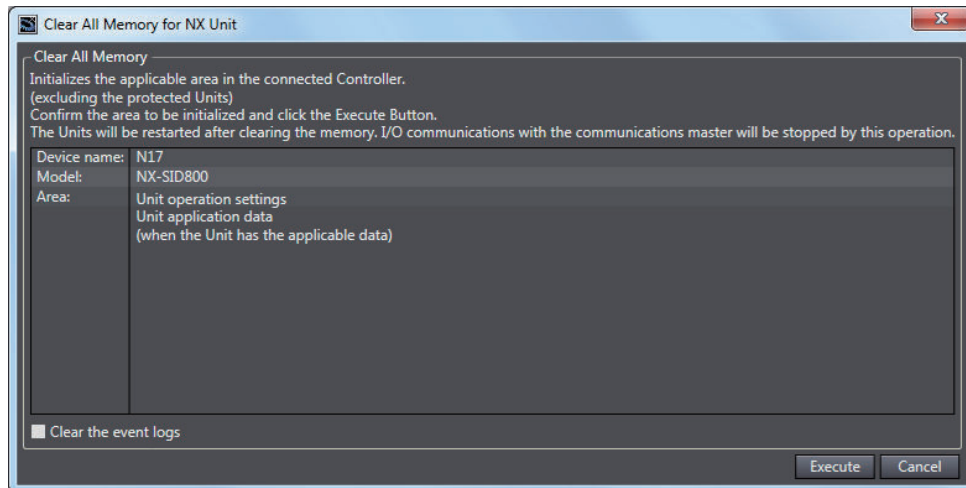 Clear All Memory for NX Unit
Clear All Memory
Initializes the applicable area in the connected Controller.
(excluding the protected Units)
Confirm the area to be initialized and click the Execute Button.
The Units will be restarted after clearing the memory. I/O communications with the communications master will be stopped by this operation.
Device name: N17
Model: NX-SID800
Area: Unit operation settings
Unit application data
(when the Unit has the applicable data)
Clear the event logs
Execute Cancel